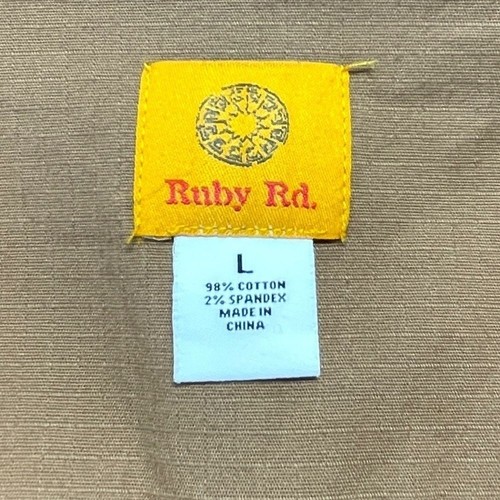 Ruby Rd.
L
98% COTTON
2% SPANDEX
MADE IN
CHINA